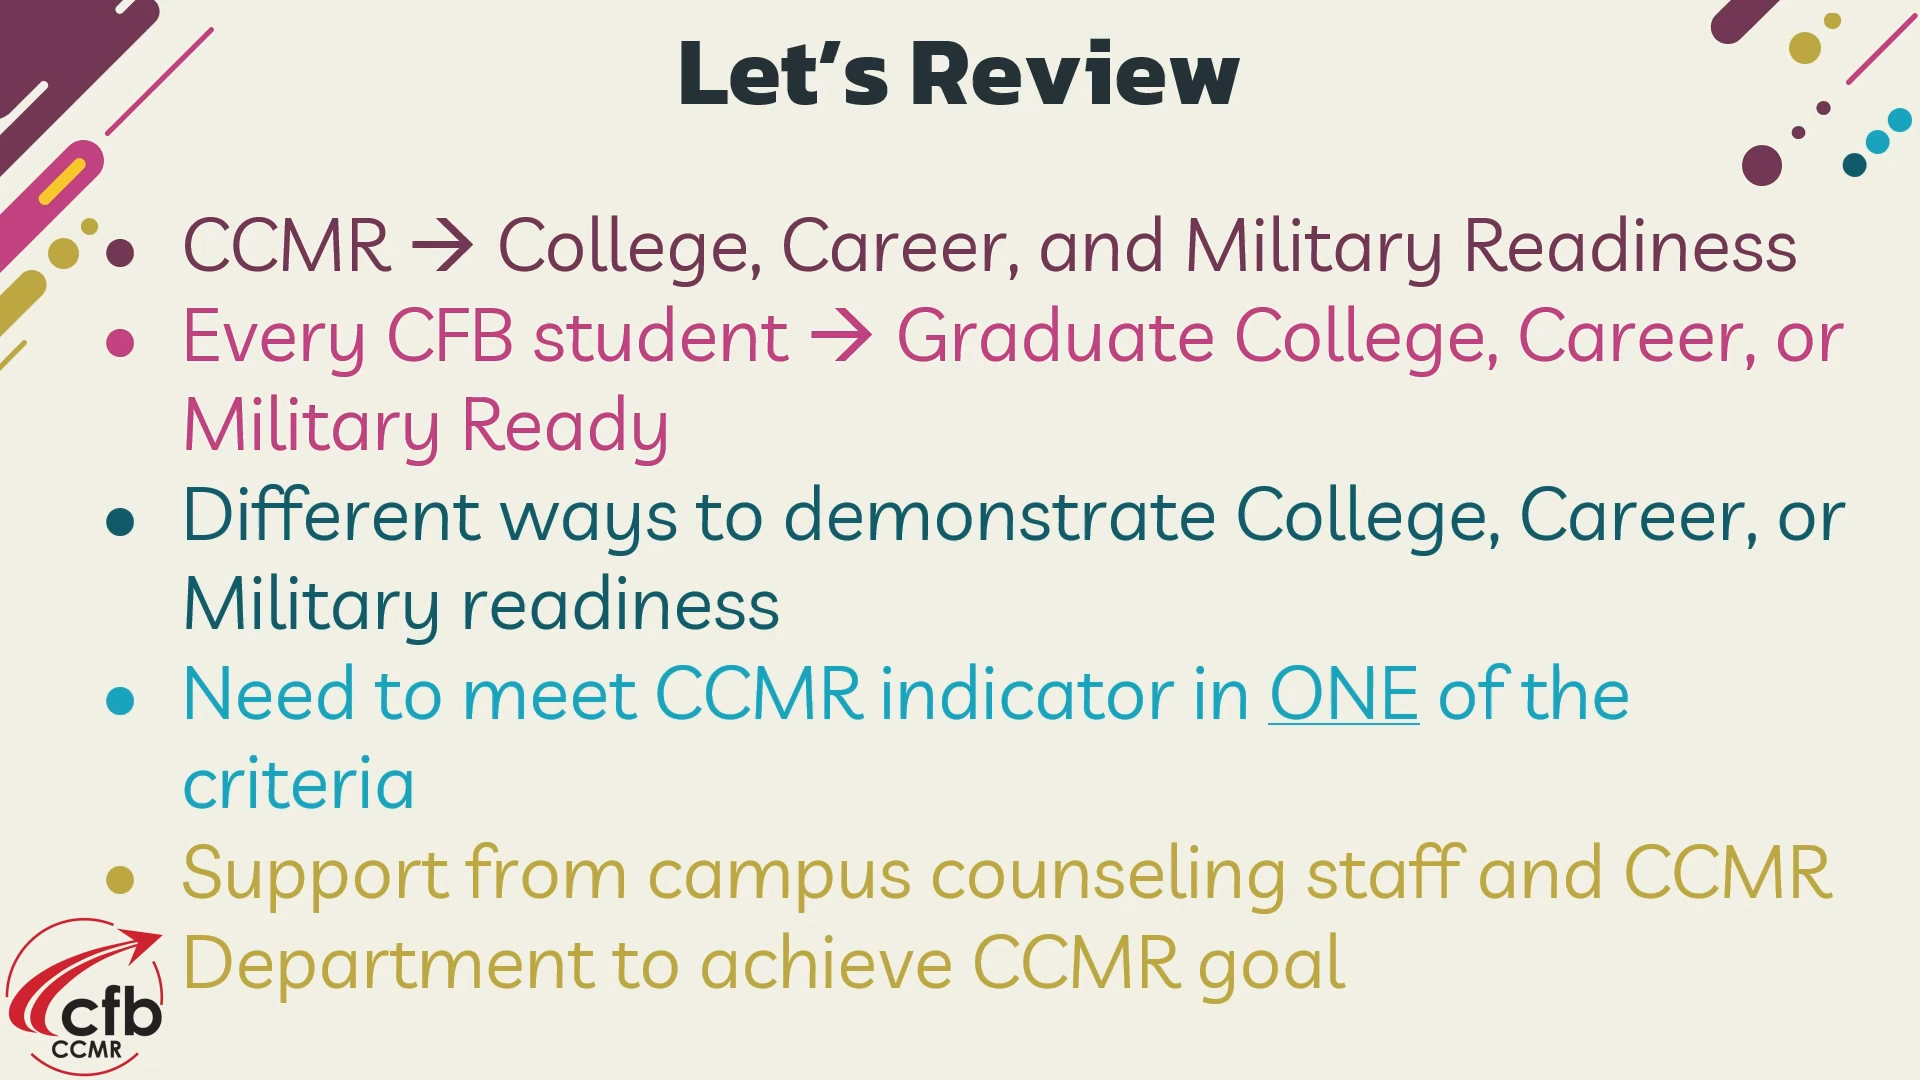 Let's Review
● CCMR → College, Career, and Military Readiness
● Every CFB student → Graduate College, Career, or
Military Ready
● Different ways to demonstrate College, Career, or
Military readiness
● Need to meet CCMR indicator in ONE of the
criteria
● Support from campus counseling staff and CCMR
Department to achieve CCMR goal
cfb
CCMR